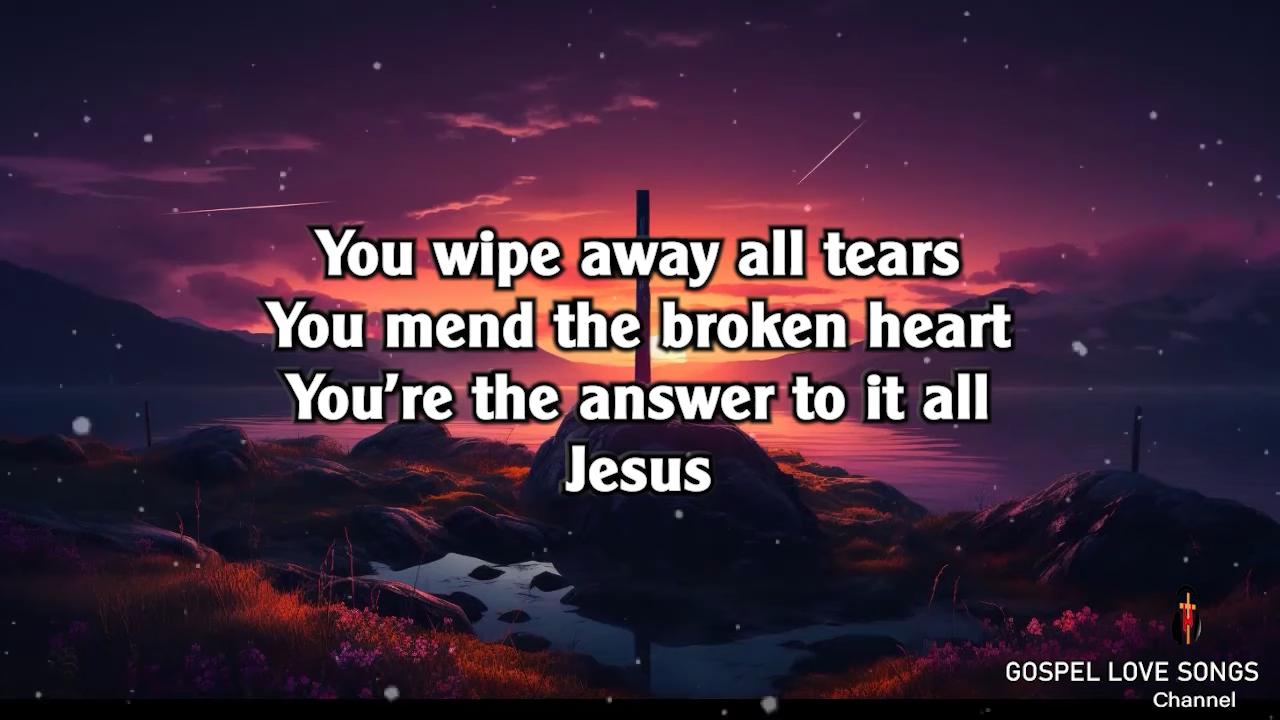 You wipe away all tears
You mend the broken heart
You're the answer to it all
Jesus
GOSPEL LOVE SONGS
Channel